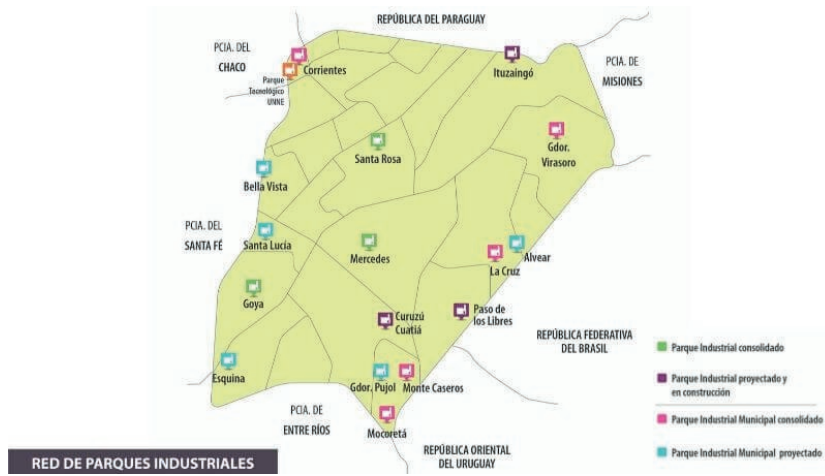 REPÚBLICA DEL PARAGUAY
PCIA. DEL
CHACO
Corrientes
Parque
Tecnológico
UNNE
Ituzaingó
PCIA. DE
MISIONES
Santa Rosa
Gdor.
Virasoro
Bella Vista
PCIA. DEL
SANTA FÉ
Santa Lucía
Mercedes
La Cruz
Alvear
Goya
Curuzú
Cuatiá
Paso de
los Libres
REPÚBLICA FEDERATIVA
DEL BRASIL
Esquina
Gdor. Pujol
Monte Caseros
PCIA. DE
ENTRE RÍOS
Mocoretá
REPÚBLICA ORIENTAL
DEL URUGUAY
Parque Industrial consolidado
Parque Industrial proyectado y
en construcción
Parque Industrial Municipal consolidado
Parque Industrial Municipal proyectado
RED DE PARQUES INDUSTRIALES